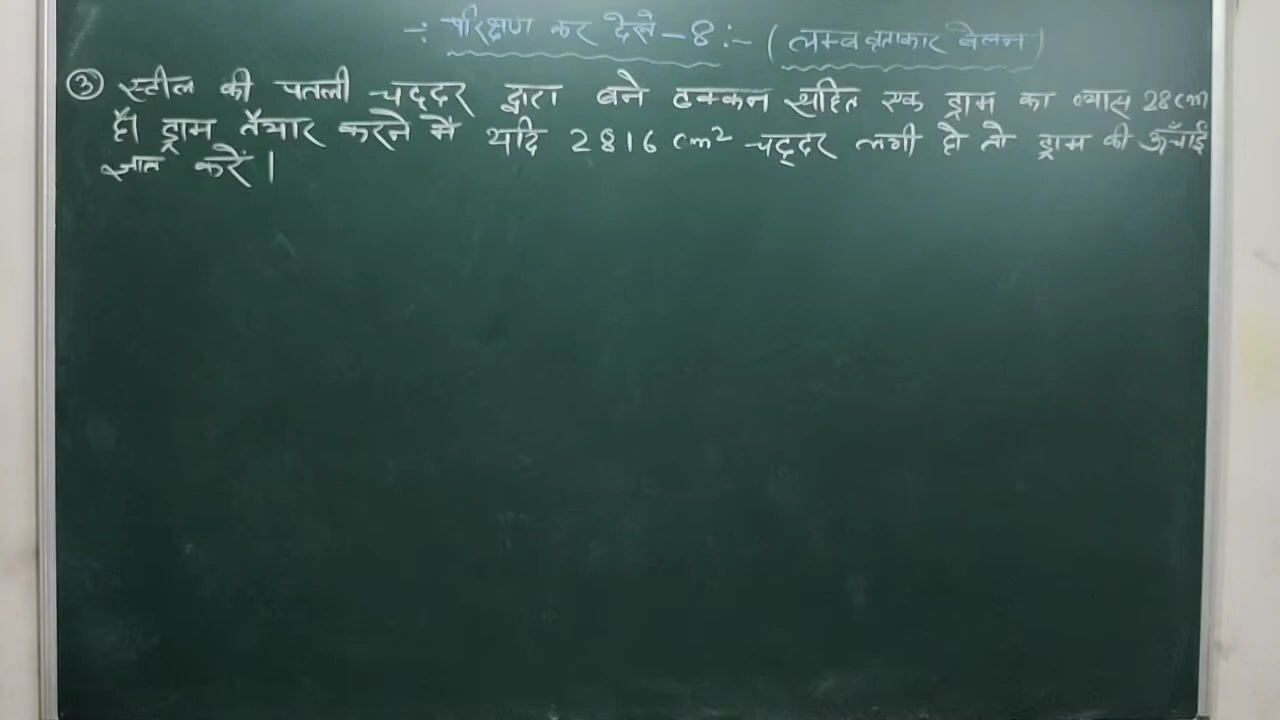 -: परिक्षण कर देखे - 8 :- (लम्ब वृताकार बेलन)
③ स्टील की पतली चद्दर द्वारा बने ढक्कन सहित एक ड्राम का व्यास 28 cm
है। ड्राम तैयार करने में यदि 2816 cm² चद्दर लगी हो तो ड्राम की ऊँचाई
ज्ञात करें।